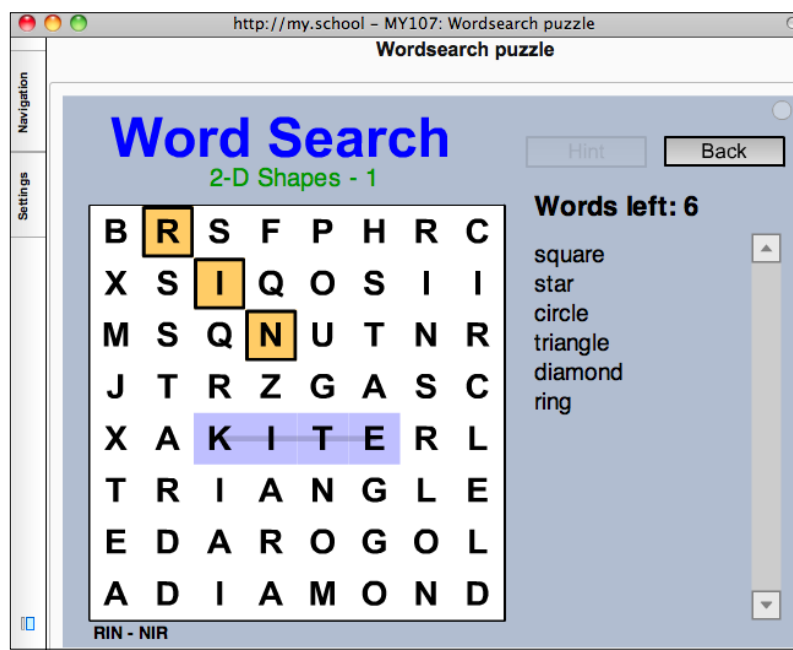 http://my.school – MY107: Wordsearch puzzle
Wordsearch puzzle
Navigation
Settings
Word Search
2-D Shapes - 1
Hint
Back
Words left: 6
square
star
circle
triangle
diamond
ring
B R S F P H R C
X S I Q O S I I
M S Q N U T N R
J T R Z G A S C
X A K I T E R L
T R I A N G L E
E D A R O G O L
A D I A M O N D
RIN - NIR